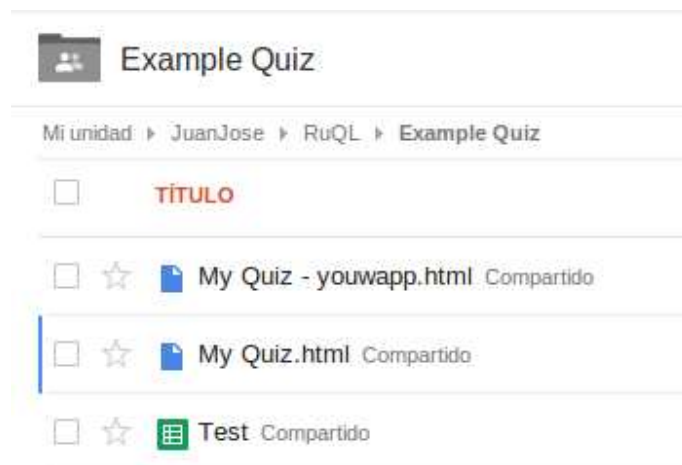 Example Quiz
Mi unidad JuanJose RuQL Example Quiz
TÍTULO
My Quiz - youwapp.html Compartido
My Quiz.html Compartido
Test Compartido